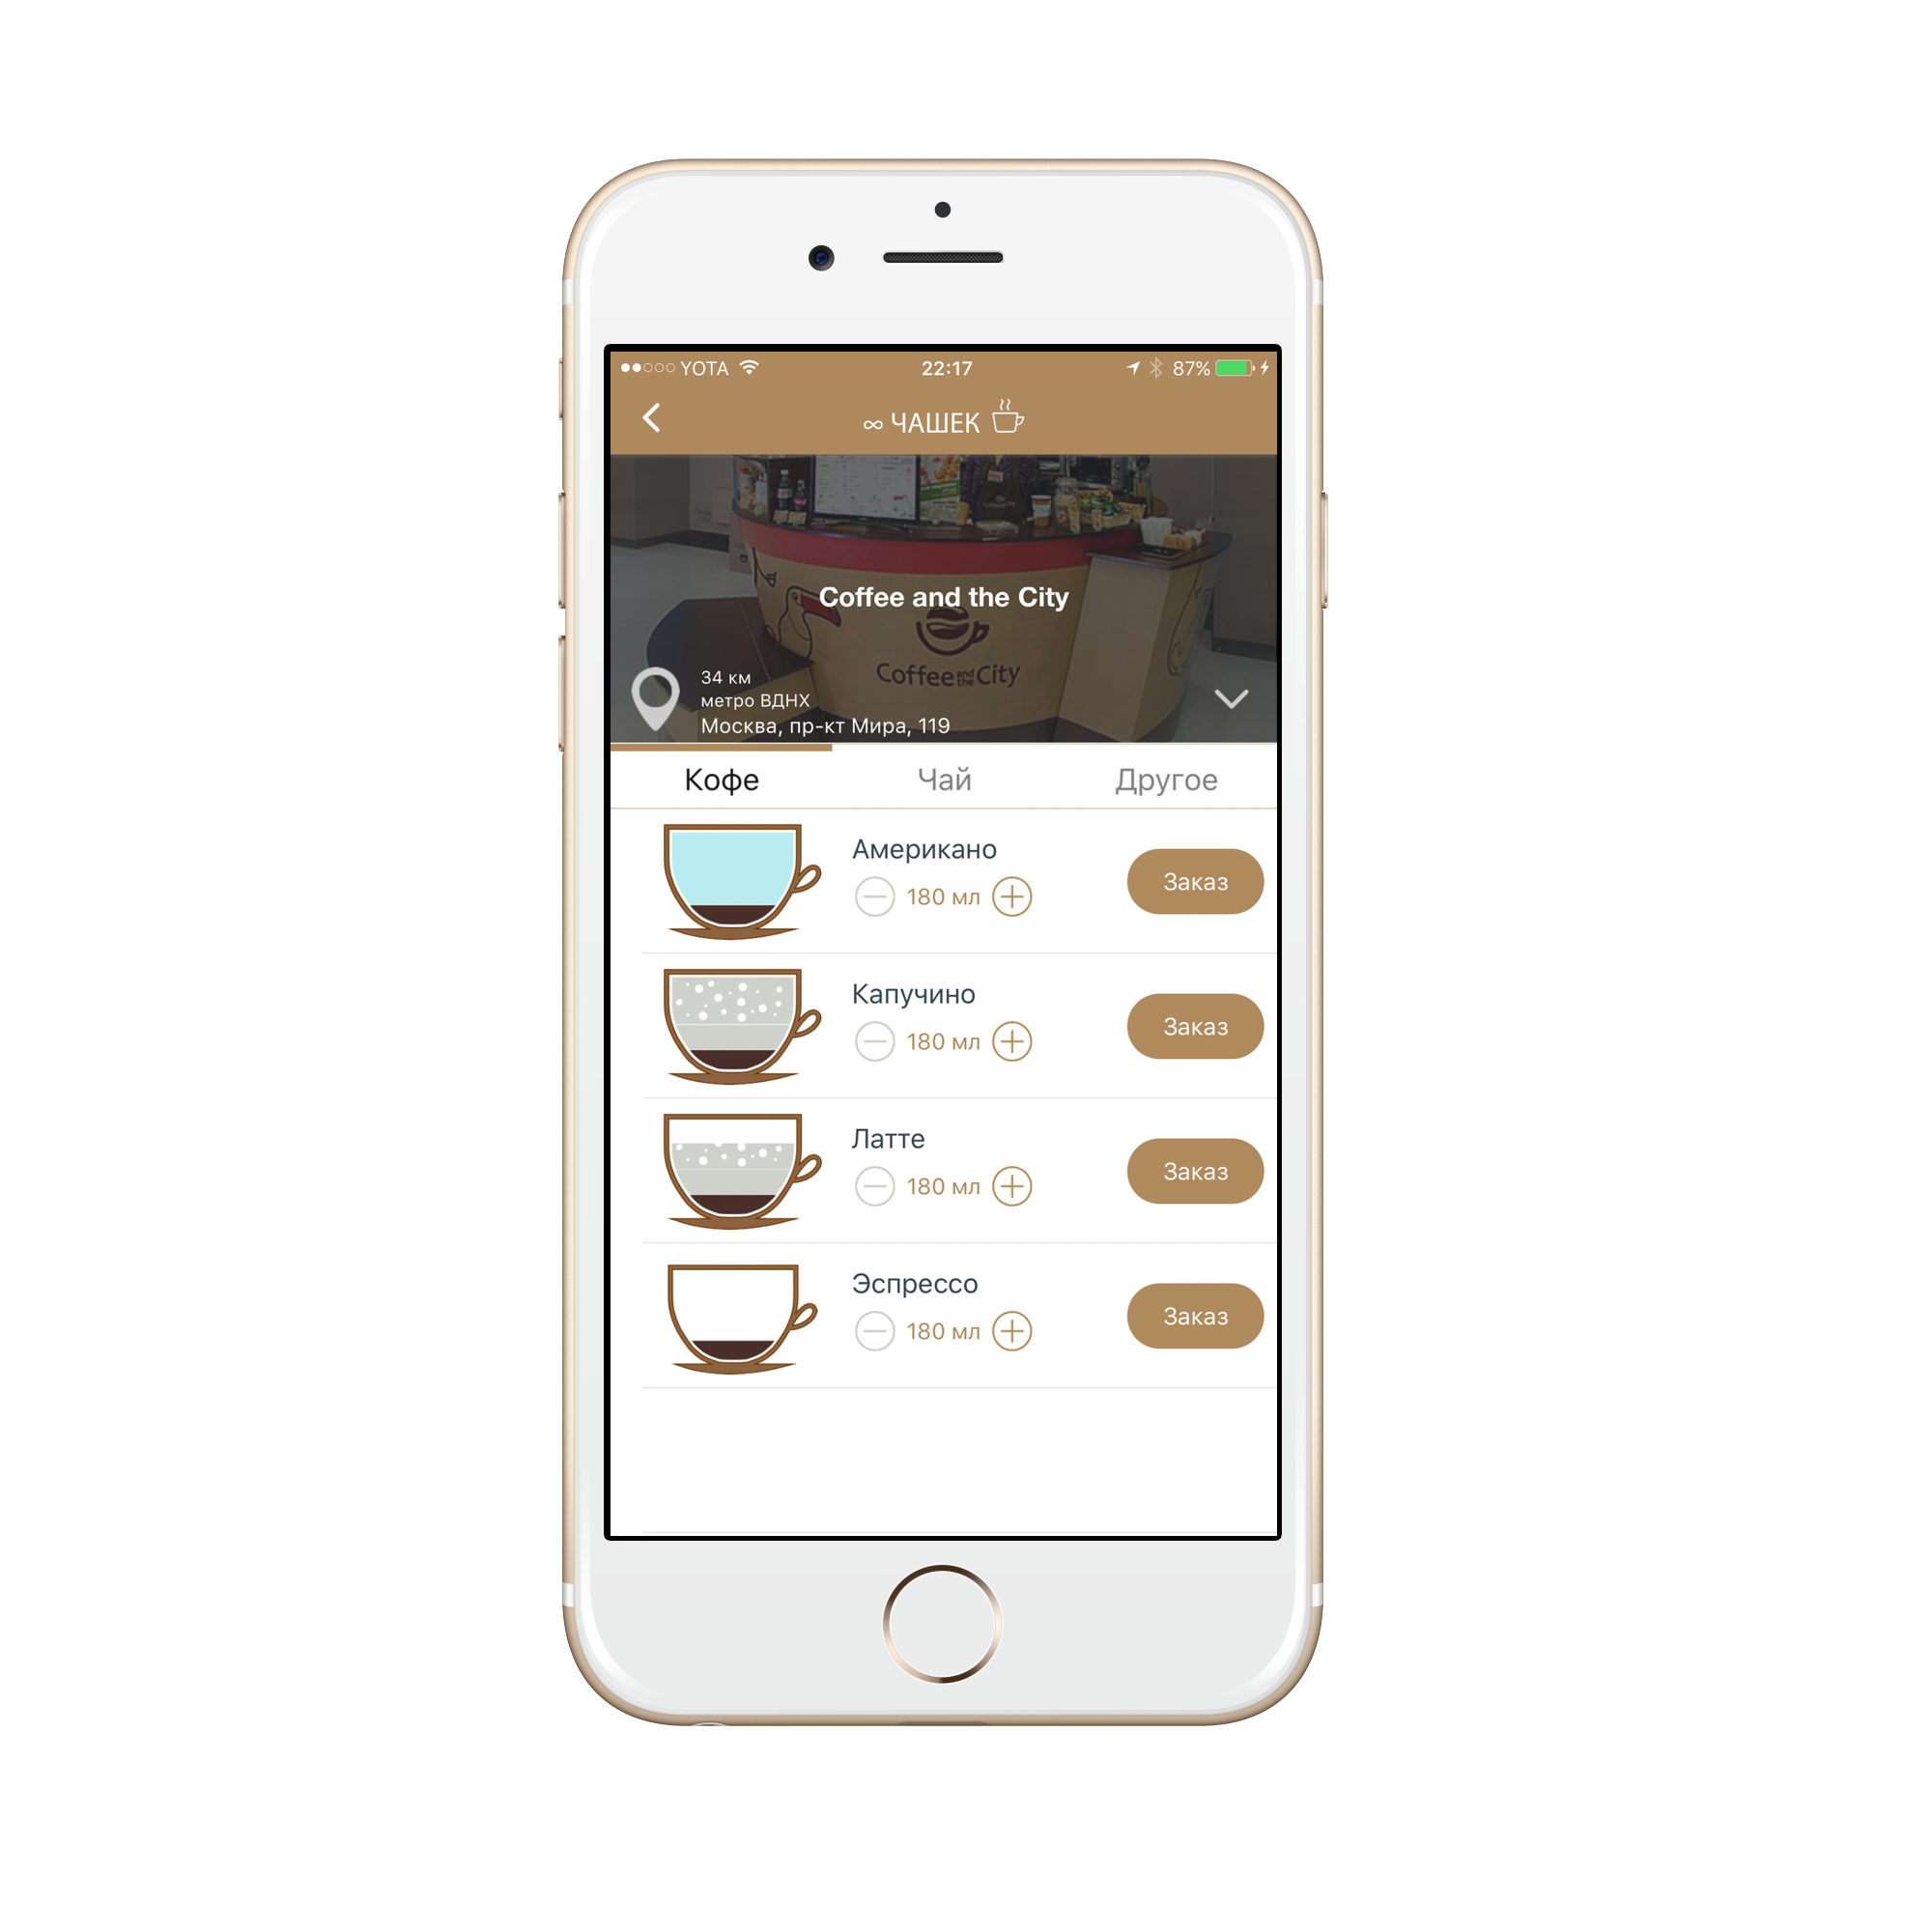 YOTA 22:17 87%
∞ ЧАШЕК
Coffee and the City
Coffee and the City
34 км
метро ВДНХ
Москва, пр-кт Мира, 119
Кофе Чай Другое
Американо
180 мл Заказ
Капучино
180 мл Заказ
Латте
180 мл Заказ
Эспрессо
180 мл Заказ